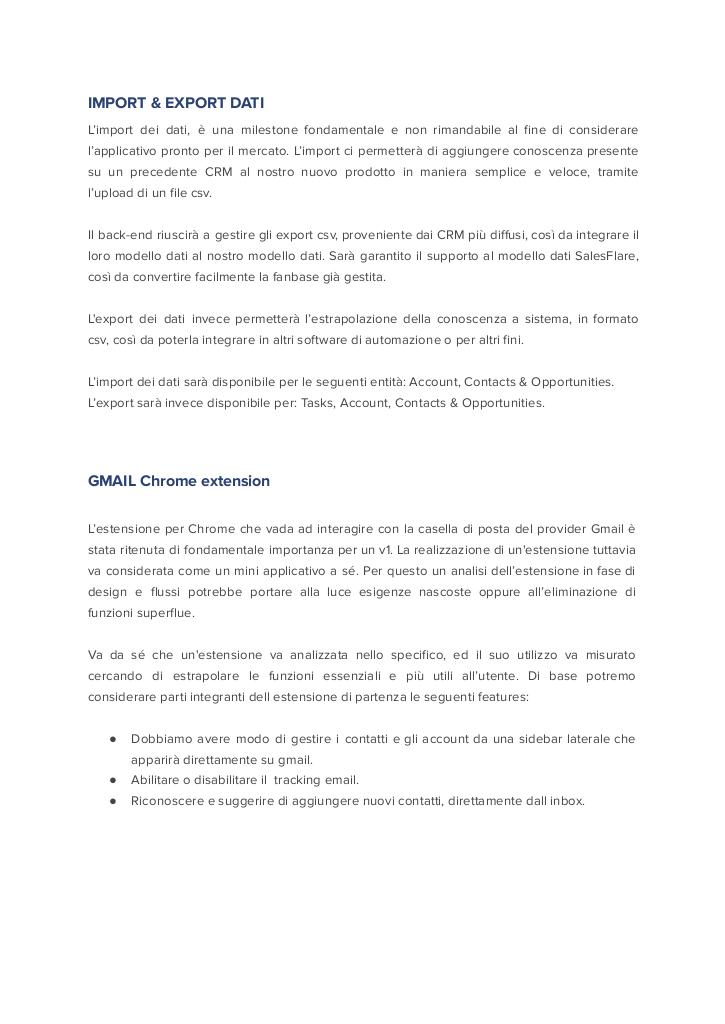 IMPORT & EXPORT DATI
L'import dei dati, è una milestone fondamentale e non rimandabile al fine di considerare
l'applicativo pronto per il mercato. L'import ci permetterà di aggiungere conoscenza presente
su un precedente CRM al nostro nuovo prodotto in maniera semplice e veloce, tramite
l'upload di un file csv.
Il back-end riuscirà a gestire gli export csv, proveniente dai CRM più diffusi, così da integrare il
loro modello dati al nostro modello dati. Sarà garantito il supporto al modello dati SalesFlare,
così da convertire facilmente la fanbase già gestita.
L'export dei dati invece permetterà l'estrapolazione della conoscenza a sistema, in formato
csv, così da poterla integrare in altri software di automazione o per altri fini.
L'import dei dati sarà disponibile per le seguenti entità: Account, Contacts & Opportunities.
L'export sarà invece disponibile per: Tasks, Account, Contacts & Opportunities.
GMAIL Chrome extension
L'estensione per Chrome che vada ad interagire con la casella di posta del provider Gmail è
stata ritenuta di fondamentale importanza per un v1. La realizzazione di un'estensione tuttavia
va considerata come un mini applicativo a sé. Per questo un analisi dell'estensione in fase di
design e flussi potrebbe portare alla luce esigenze nascoste oppure all'eliminazione di
funzioni superflue.
Va da sé che un'estensione va analizzata nello specifico, ed il suo utilizzo va misurato
cercando di estrapolare le funzioni essenziali e più utili all'utente. Di base potremo
considerare parti integranti dell estensione di partenza le seguenti features:
● Dobbiamo avere modo di gestire i contatti e gli account da una sidebar laterale che
apparirà direttamente su gmail.
● Abilitare o disabilitare il tracking email.
● Riconoscere e suggerire di aggiungere nuovi contatti, direttamente dall inbox.